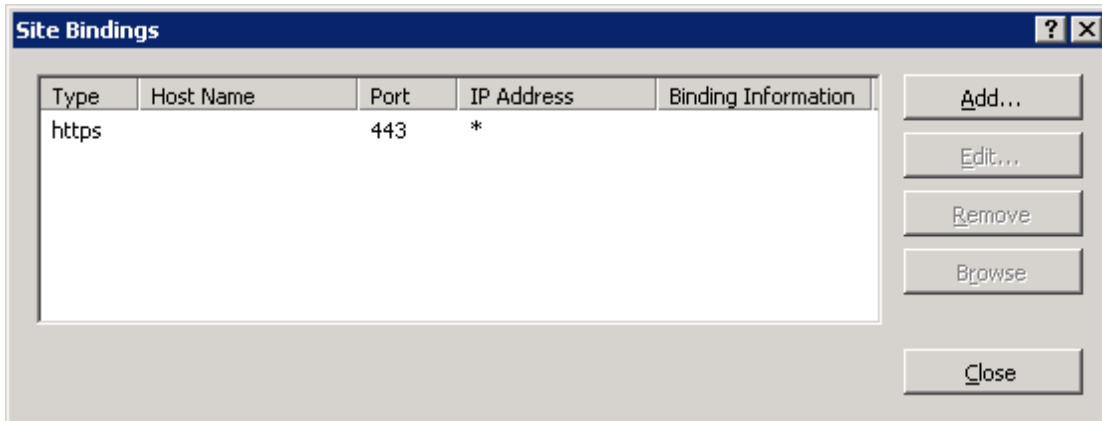 Site Bindings
Type Host Name Port IP Address Binding Information
https 443 *
Add...
Edit...
Remove
Browse
Close